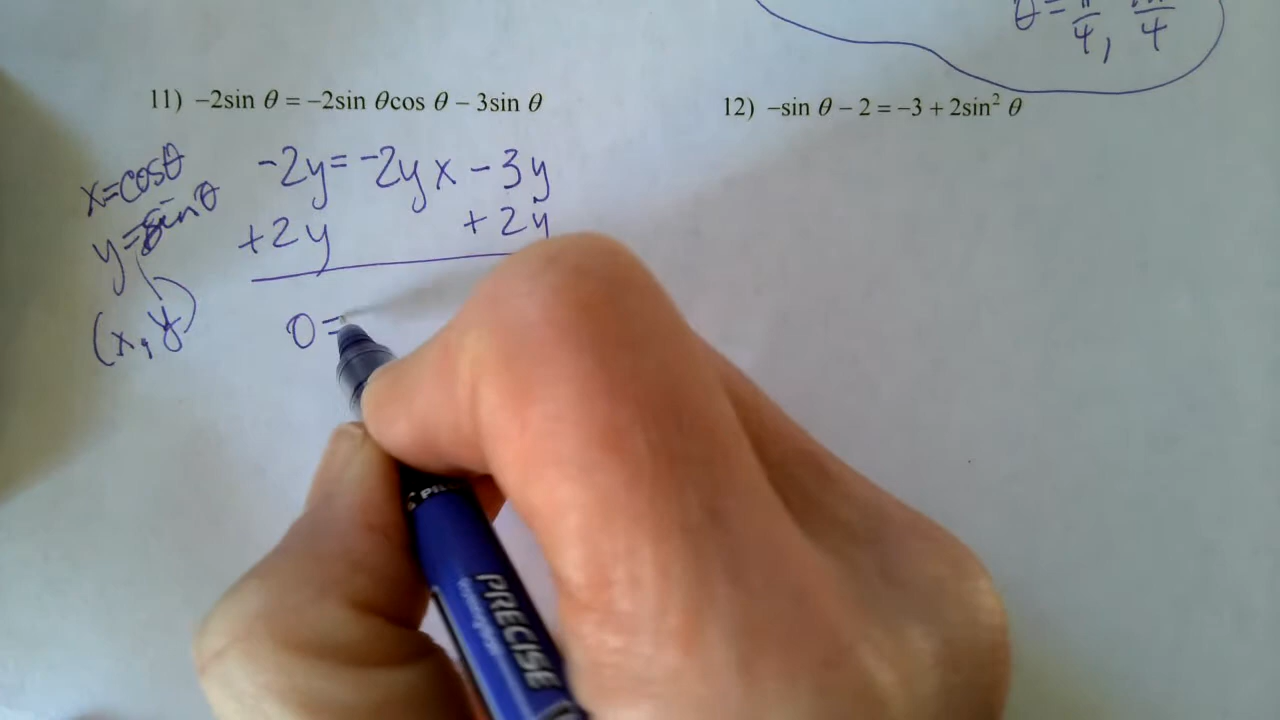 θ = π/4,
11) −2sin θ = −2sin θcos θ − 3sin θ
12) −sin θ − 2 = −3 + 2sin² θ
x=cosθ
y=sinθ
(x, y)
-2y = -2yx - 3y
+2y +2y
0=
PRECISE